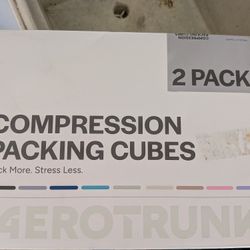 2 PACK
COMPRESSION
PACKING CUBES
ck More. Stress Less.
AEROTRUNK